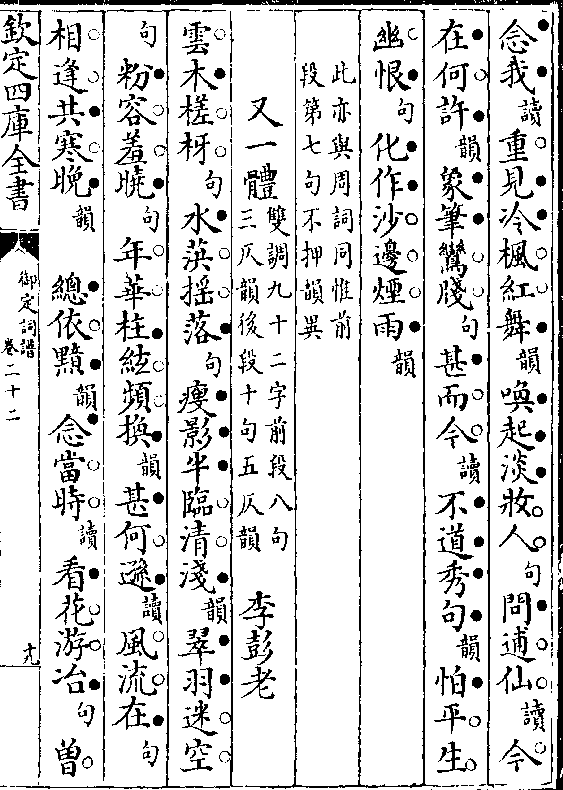 念我讀重見冷楓紅舞韻喚起淡妝人句問逋仙讀今
在何許韻象筆鸞牋句甚而今讀不道秀句韻怕平生
幽恨句化作沙邊煙雨韻
此亦與周詞同惟前
段第七句不押韻異
又一體雙調九十二字前段八句
三仄韻後段十句五仄韻李彭老
雲木槎枒句水葓摇落句瘦影半臨清淺韻翠羽迷空
句粉容羞曉句年華柱絃頻換韻甚何遜讀風流在句
相逢共寒晚韻總依黯韻念當時讀看花游冶句曽
欽定四庫全書
御定詞譜
卷二十二
十九